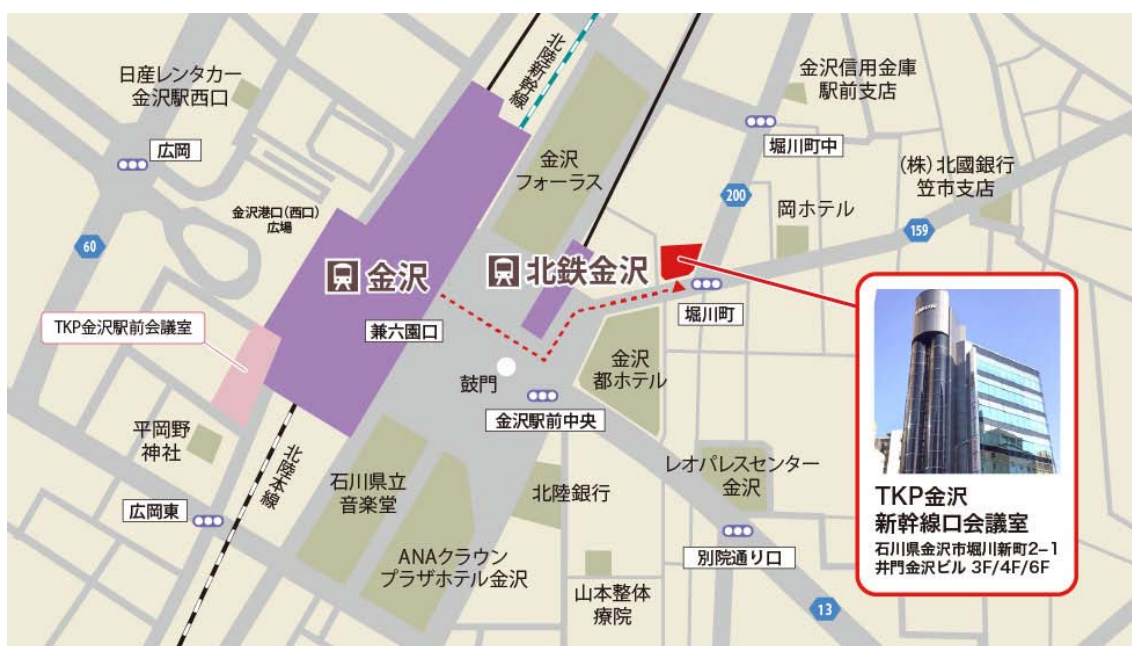 日産レンタカー
金沢駅西口
広岡
60
金沢港口(西口)
広場
北陸新幹線
金沢
フォーラス
金沢信用金庫
駅前支店
堀川町中
200
岡ホテル
(株)北國銀行
笠市支店
159
金沢
北鉄金沢
堀川町
TKP金沢駅前会議室
兼六園口
鼓門
金沢
都ホテル
金沢駅前中央
平岡野
神社
広岡東
北陸本線
石川県立
音楽堂
ANAクラウン
プラザホテル金沢
北陸銀行
レオパレスセンター
金沢
別院通り口
山本整体
療院
13
TKP金沢
新幹線口会議室
石川県金沢市堀川新町2−1
井門金沢ビル 3F/4F/6F